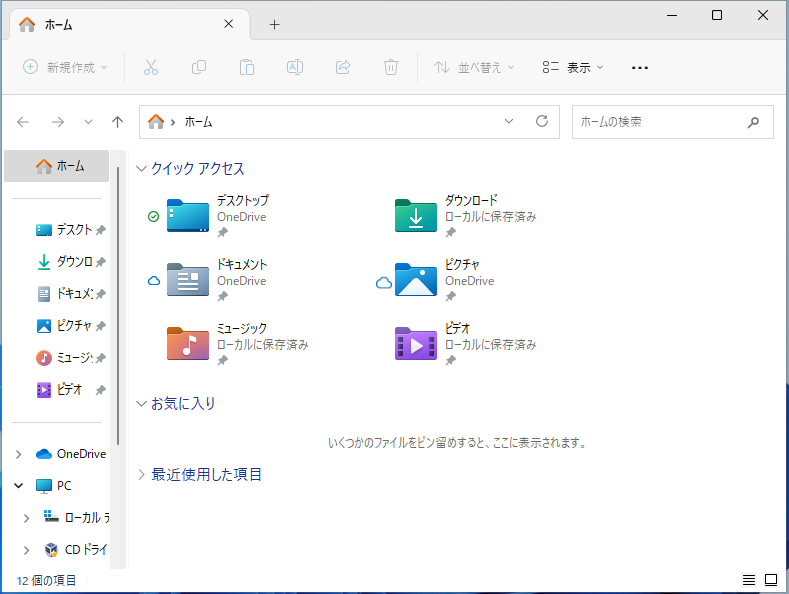 ホーム
新規作成
並べ替え
表示
ホーム
ホームの検索
ホーム
デスクト
ダウンロ
ドキュメ
ピクチャ
ミュージ
ビデオ
OneDrive
PC
ローカル デ
CD ドライ
クイック アクセス
デスクトップ
OneDrive
ダウンロード
ローカルに保存済み
ドキュメント
OneDrive
ピクチャ
OneDrive
ミュージック
ローカルに保存済み
ビデオ
ローカルに保存済み
お気に入り
いくつかのファイルをピン留めすると、ここに表示されます。
最近使用した項目
12 個の項目